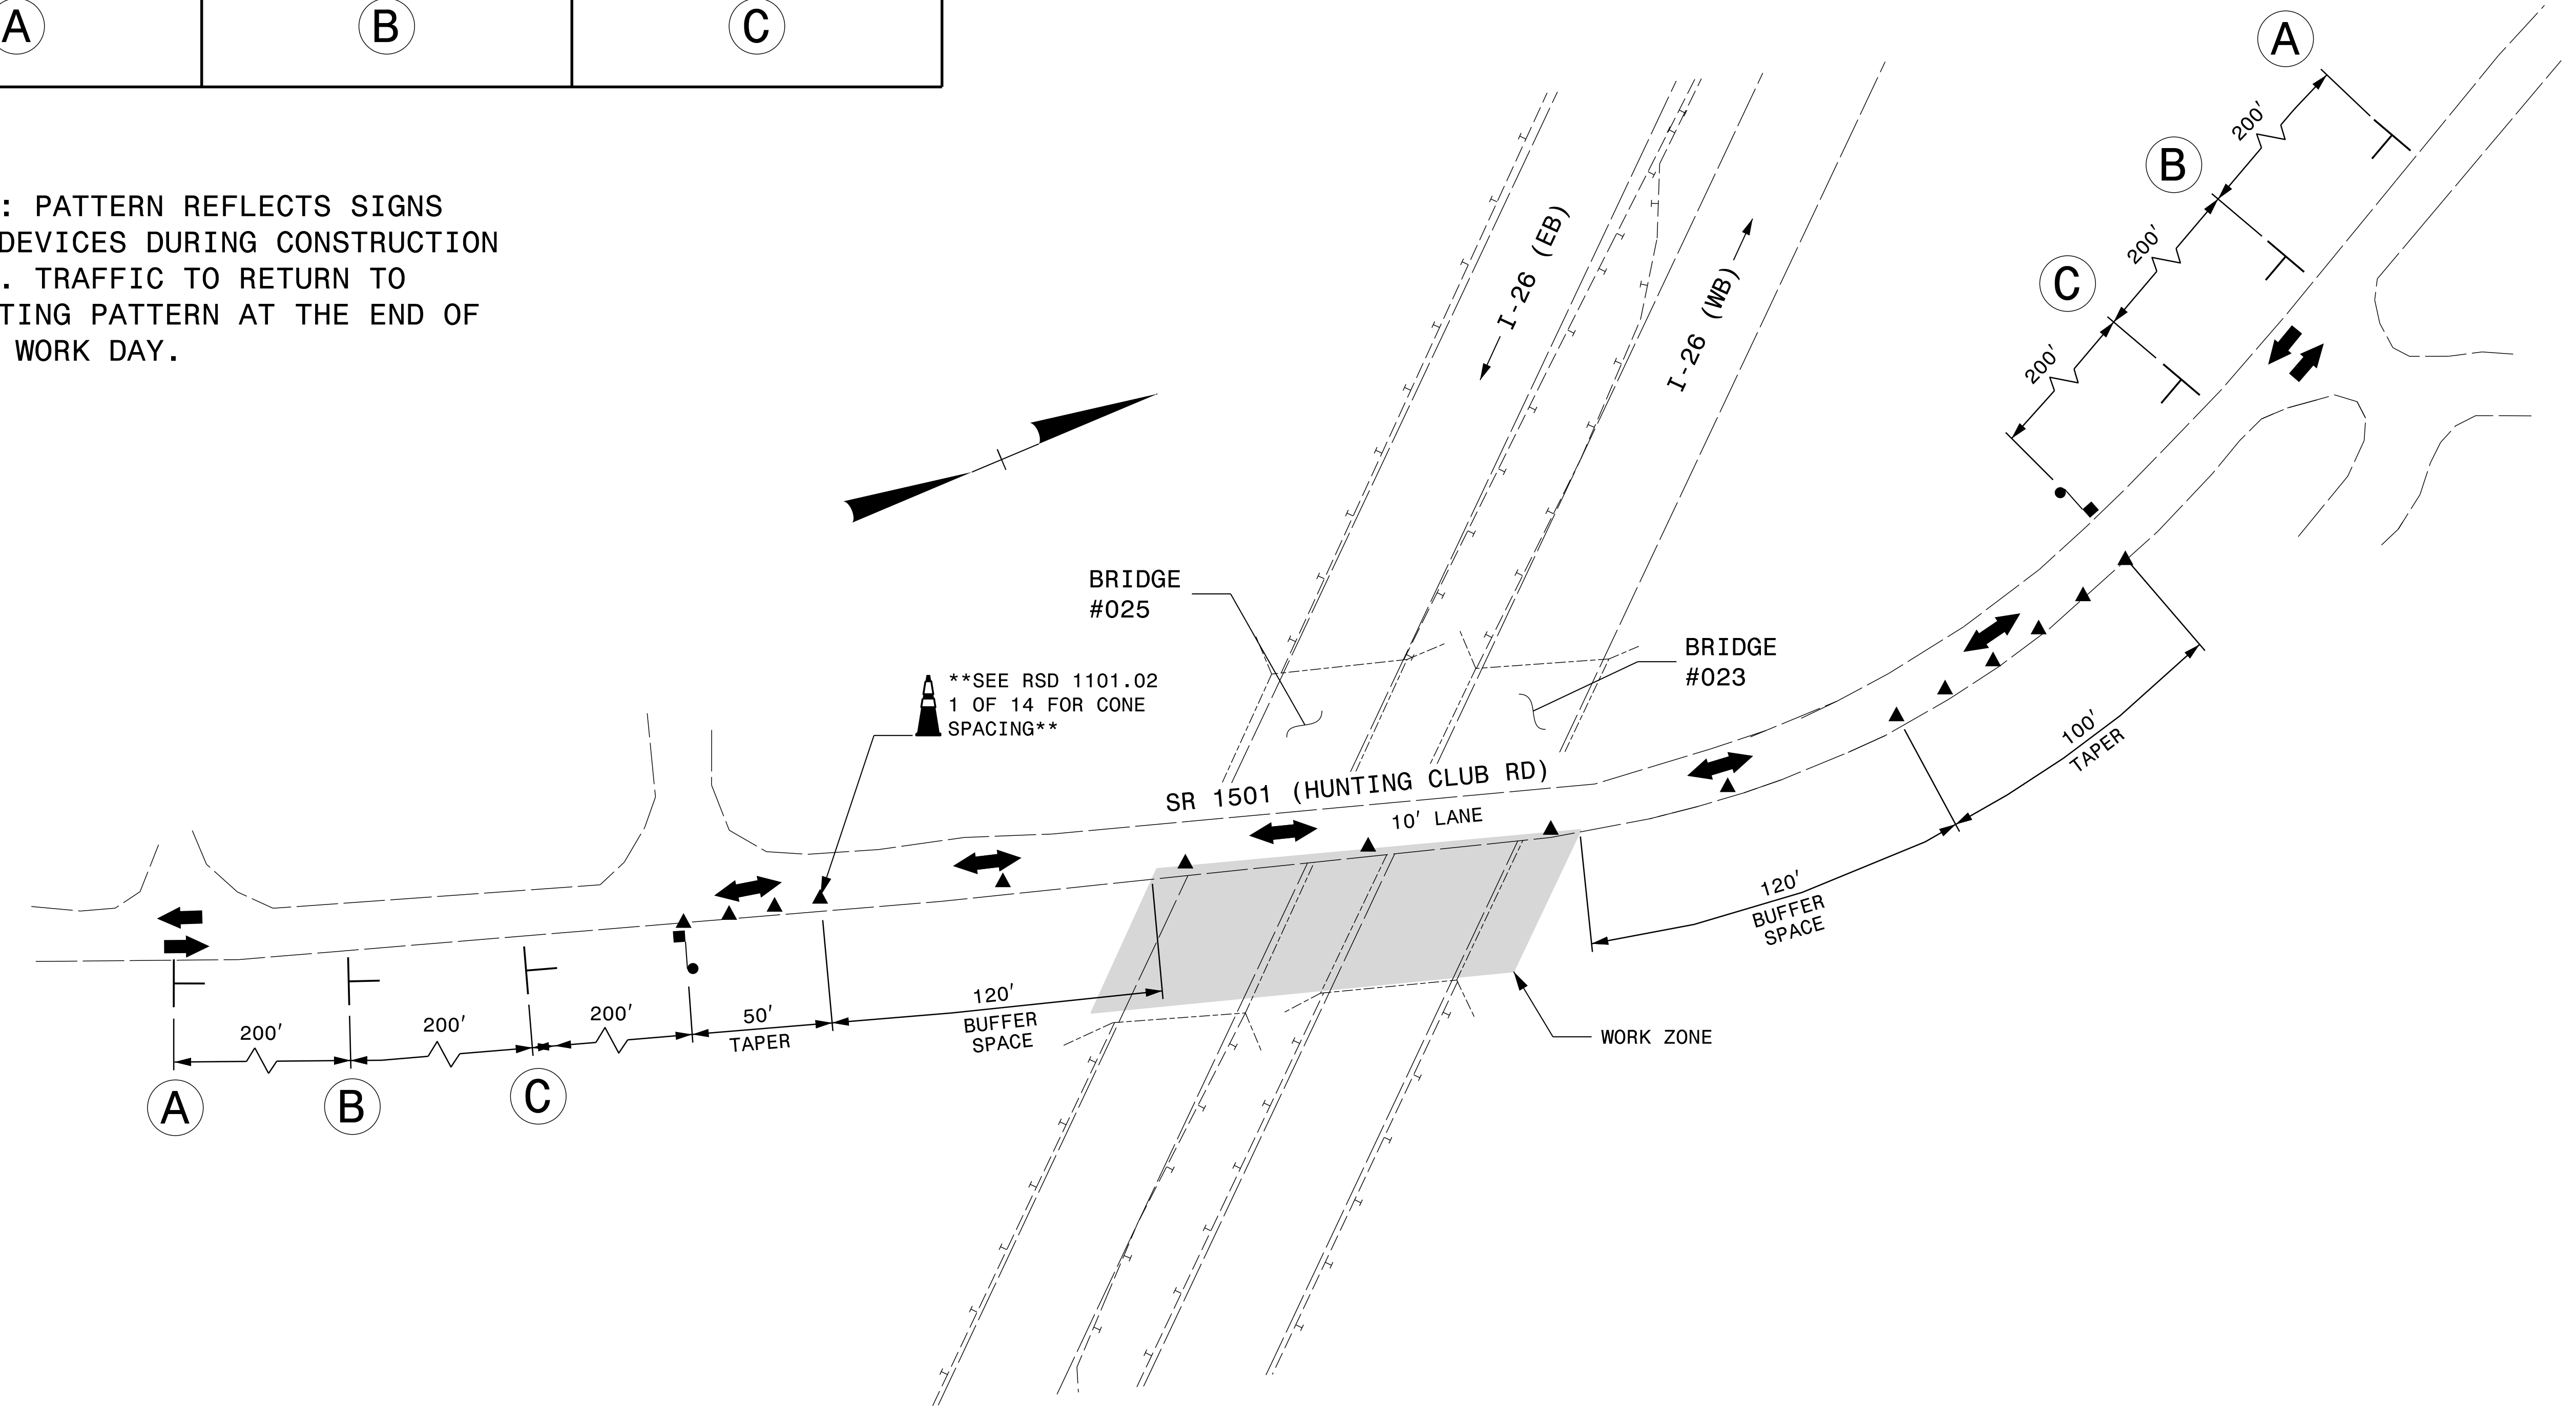 A
B
C
: PATTERN REFLECTS SIGNS
DEVICES DURING CONSTRUCTION
. TRAFFIC TO RETURN TO
TING PATTERN AT THE END OF
WORK DAY.
A
200'
B
200'
C
200'
I-26 (EB)
I-26 (WB)
BRIDGE
#025
BRIDGE
#023
**SEE RSD 1101.02
1 OF 14 FOR CONE
SPACING**
SR 1501 (HUNTING CLUB RD)
10' LANE
100'
TAPER
120'
BUFFER
SPACE
WORK ZONE
200'
200'
200'
50'
TAPER
120'
BUFFER
SPACE
A
B
C